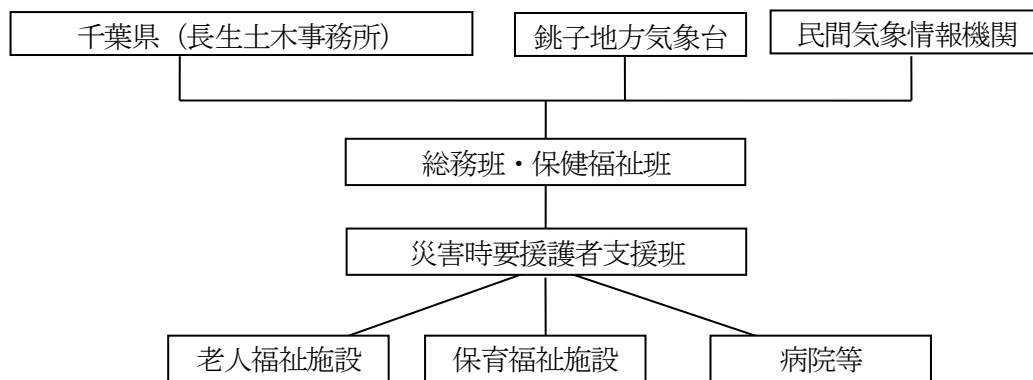 千葉県（長生土木事務所）
銚子地方気象台
民間気象情報機関
総務班・保健福祉班
災害時要援護者支援班
老人福祉施設
保育福祉施設
病院等